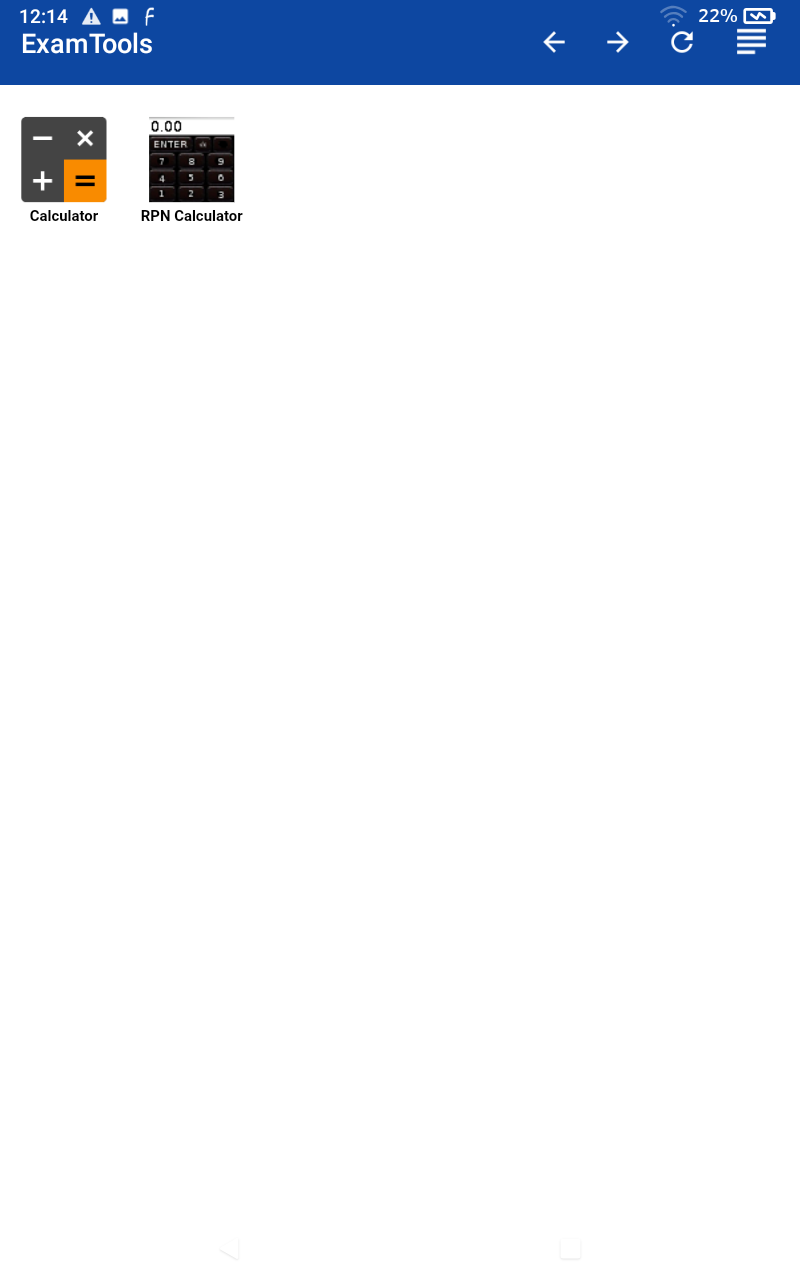 12:14 22%
ExamTools
0.00
ENTER
7 8 9
4 5 6
1 2 3
Calculator RPN Calculator